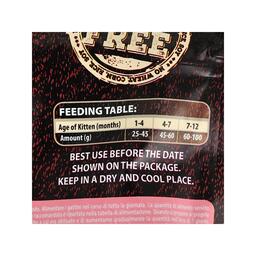 FREE
NO WHEAT, CORN, RICE, SOY
FEEDING TABLE:
Age of Kitten (months) 1-4 4-7 7-12
Amount (g) 25-45 45-60 60-100
BEST USE BEFORE THE DATE
SHOWN ON THE PACKAGE.
KEEP IN A DRY AND COOL PLACE.